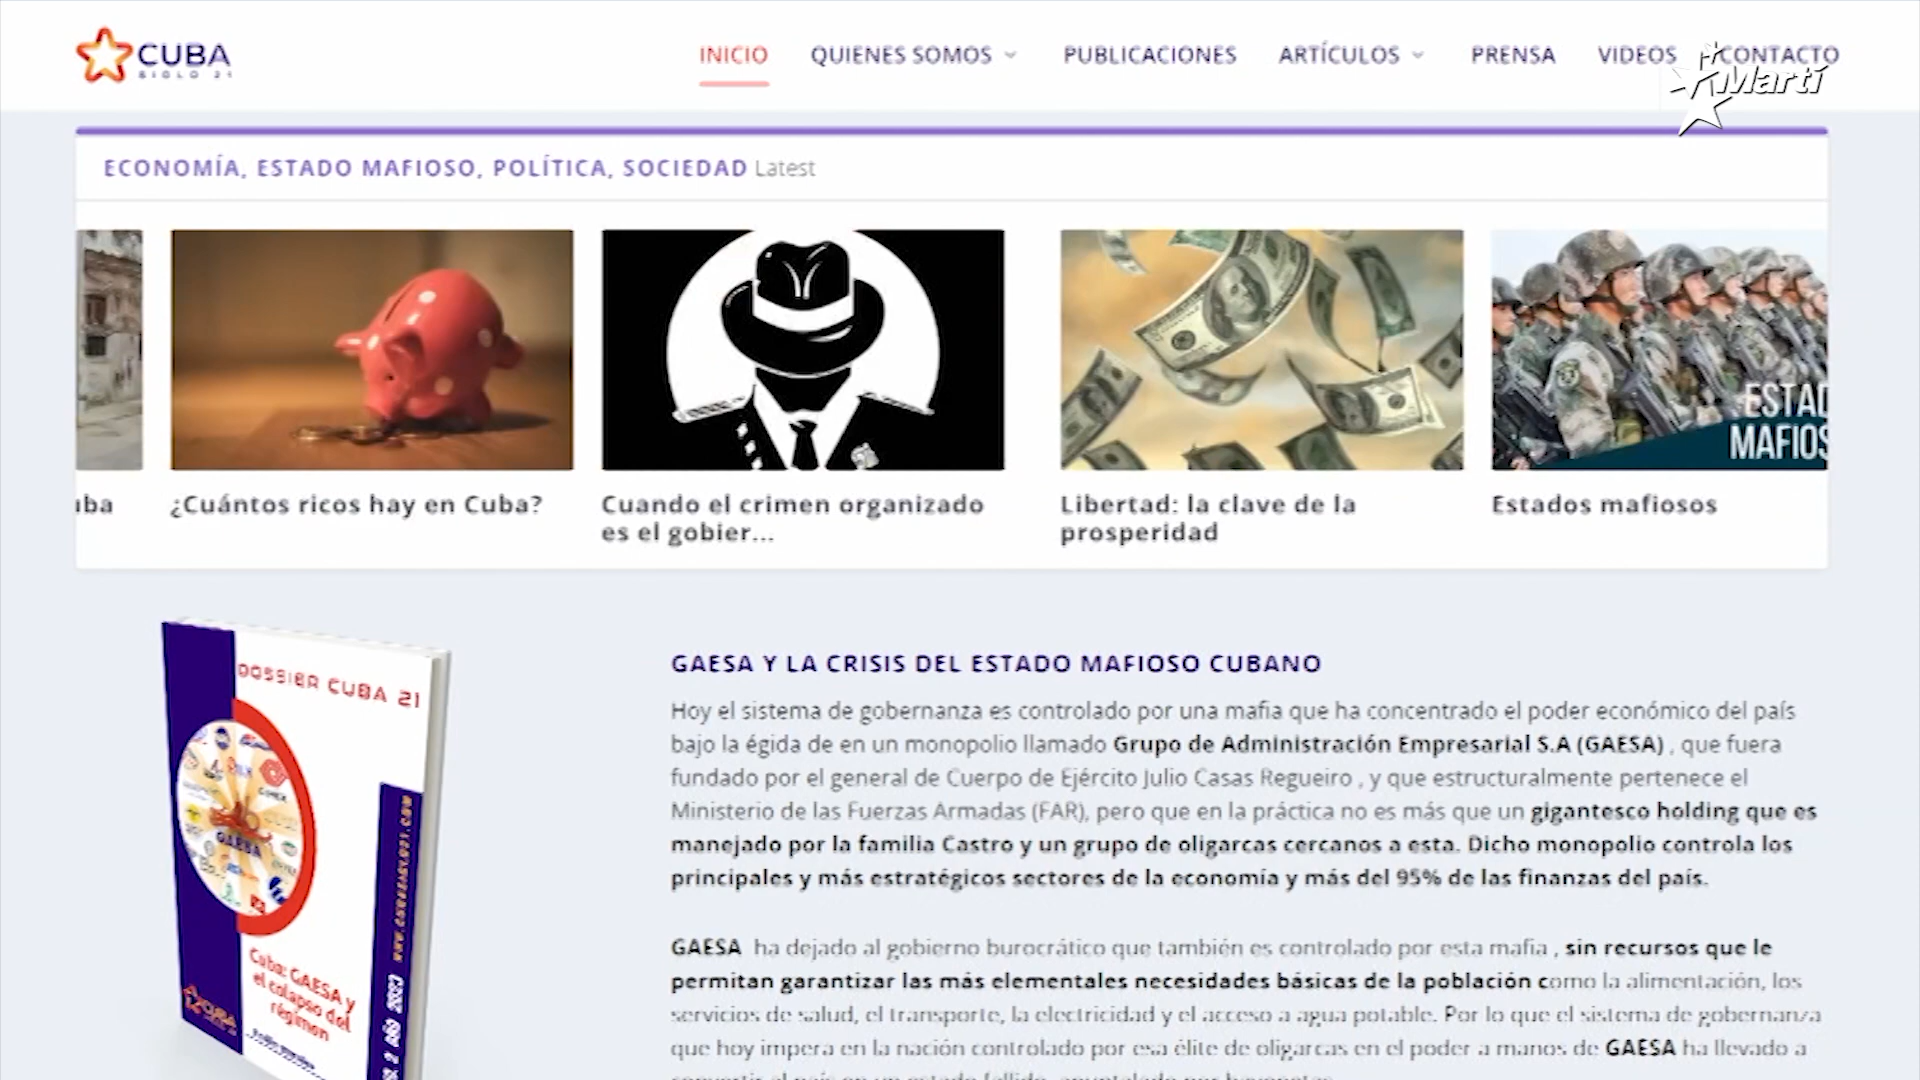 CUBA
SIGLO 21
INICIO
QUIENES SOMOS
PUBLICACIONES
ARTÍCULOS
PRENSA
VIDEOS
CONTACTO
Martí
ECONOMÍA, ESTADO MAFIOSO, POLÍTICA, SOCIEDAD Latest
ESTAD
MAFIOS
uba
¿Cuántos ricos hay en Cuba?
Cuando el crimen organizado
es el gobier...
Libertad: la clave de la
prosperidad
Estados mafiosos
DOSSIER CUBA 21
GAESA
Cuba: GAESA y
el colapso del
régimen
CUBA
GAESA Y LA CRISIS DEL ESTADO MAFIOSO CUBANO
Hoy el sistema de gobernanza es controlado por una mafia que ha concentrado el poder económico del país
bajo la égida de en un monopolio llamado Grupo de Administración Empresarial S.A (GAESA) , que fuera
fundado por el general de Cuerpo de Ejército Julio Casas Regueiro , y que estructuralmente pertenece el
Ministerio de las Fuerzas Armadas (FAR), pero que en la práctica no es más que un gigantesco holding que es
manejado por la familia Castro y un grupo de oligarcas cercanos a esta. Dicho monopolio controla los
principales y más estratégicos sectores de la economía y más del 95% de las finanzas del país.
GAESA ha dejado al gobierno burocrático que también es controlado por esta mafia , sin recursos que le
permitan garantizar las más elementales necesidades básicas de la población como la alimentación, los
servicios de salud, el transporte, la electricidad y el acceso a agua potable. Por lo que el sistema de gobernanza
que hoy impera en la nación controlado por esa élite de oligarcas en el poder a manos de GAESA ha llevado a